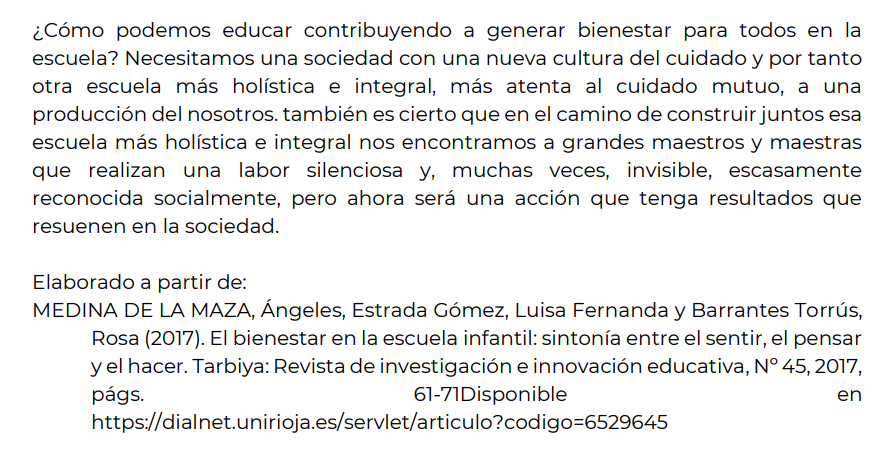 ¿Cómo podemos educar contribuyendo a generar bienestar para todos en la
escuela? Necesitamos una sociedad con una nueva cultura del cuidado y por tanto
otra escuela más holística e integral, más atenta al cuidado mutuo, a una
producción del nosotros. también es cierto que en el camino de construir juntos esa
escuela más holística e integral nos encontramos a grandes maestros y maestras
que realizan una labor silenciosa y, muchas veces, invisible, escasamente
reconocida socialmente, pero ahora será una acción que tenga resultados que
resuenen en la sociedad.
Elaborado a partir de:
MEDINA DE LA MAZA, Ángeles, Estrada Gómez, Luisa Fernanda y Barrantes Torrús,
Rosa (2017). El bienestar en la escuela infantil: sintonía entre el sentir, el pensar
y el hacer. Tarbiya: Revista de investigación e innovación educativa, Nº 45, 2017,
págs. 61-71Disponible en
https://dialnet.unirioja.es/servlet/articulo?codigo=6529645